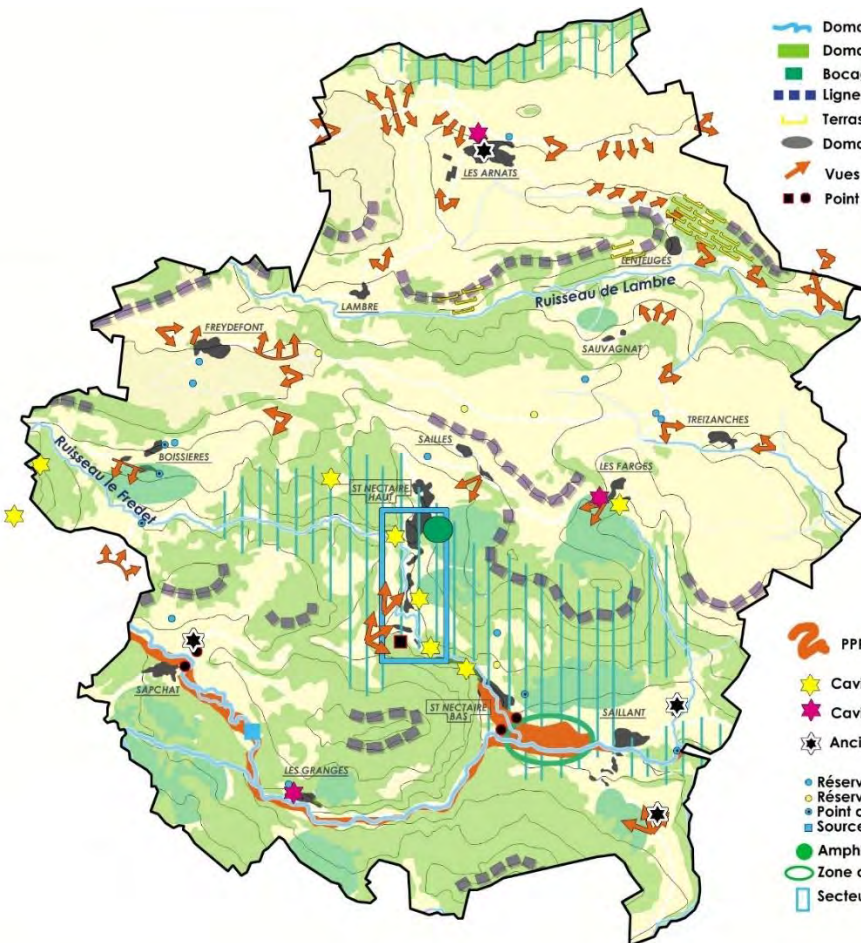 Doma
Doma
Boca
Ligne
Terras
Doma
Vues
Point
LES ARNATS
LENTEUGES
Ruisseau de Lambre
LAMBRE
FREYDEFONT
SAUVAGNAT
TREIZANCHES
SAILLES
BOISSIERES
LES FARGES
Ruisseau le Fredet
ST NECTAIRE
HAUT
SAPCHAT
ST NECTAIRE
BAS
SAILLANT
LES GRANGES
PPR
Cavi
Cavi
Anci
Réserv
Réserv
Point d
Source
Amph
Zone d
Secteu